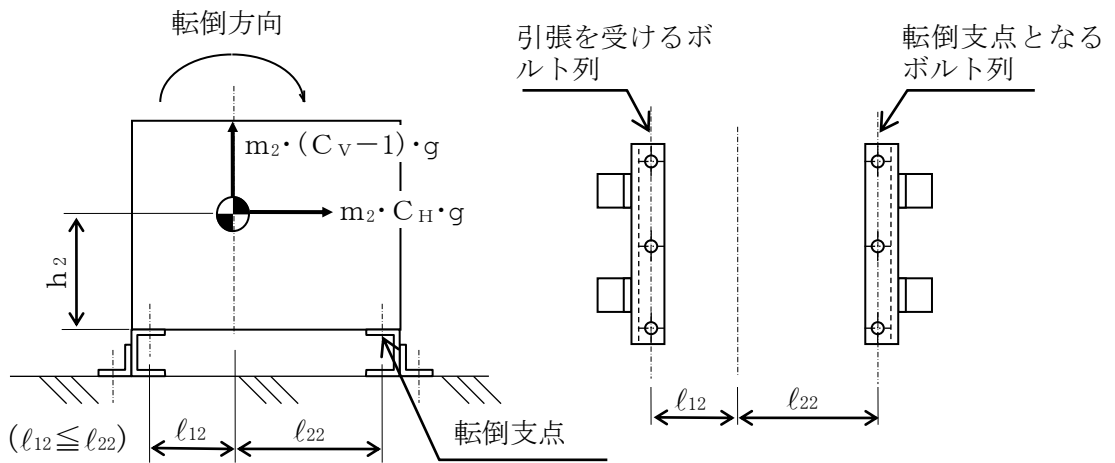 転倒方向
m₂・(CV−1)・g
m₂・CH・g
h₂
(ℓ₁₂≦ℓ₂₂)
ℓ₁₂
ℓ₂₂
転倒支点
引張を受けるボ
ルト列
転倒支点となる
ボルト列
ℓ₁₂
ℓ₂₂